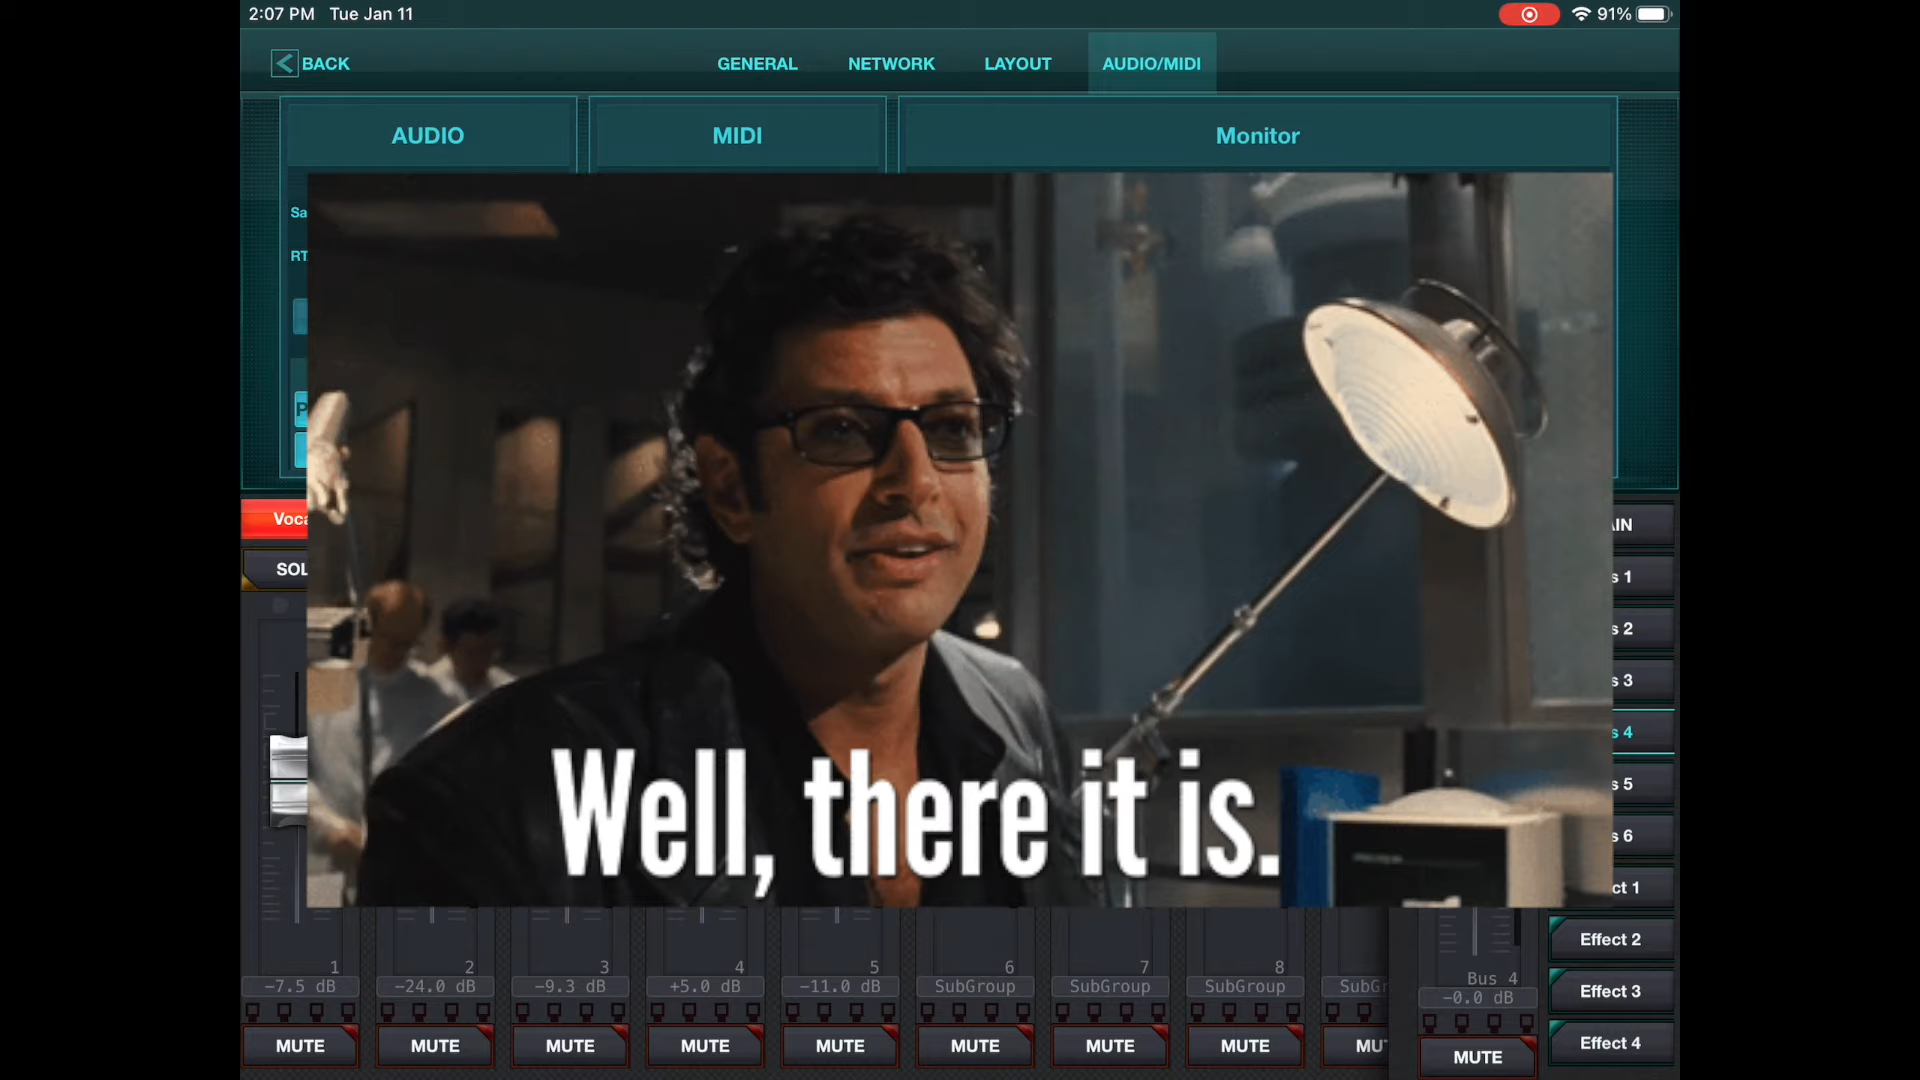 2:07 PM Tue Jan 11 91%
BACK GENERAL NETWORK LAYOUT AUDIO/MIDI
AUDIO MIDI Monitor
Well, there it is.
SubGroup SubGroup SubGroup
1 2 3 4 5 6 7 8
-7.5 dB -24.0 dB -9.3 dB +5.0 dB -11.0 dB
Bus 4
-0.0 dB
Effect 2
Effect 3
Effect 4
MUTE MUTE MUTE MUTE MUTE MUTE MUTE MUTE MUTE